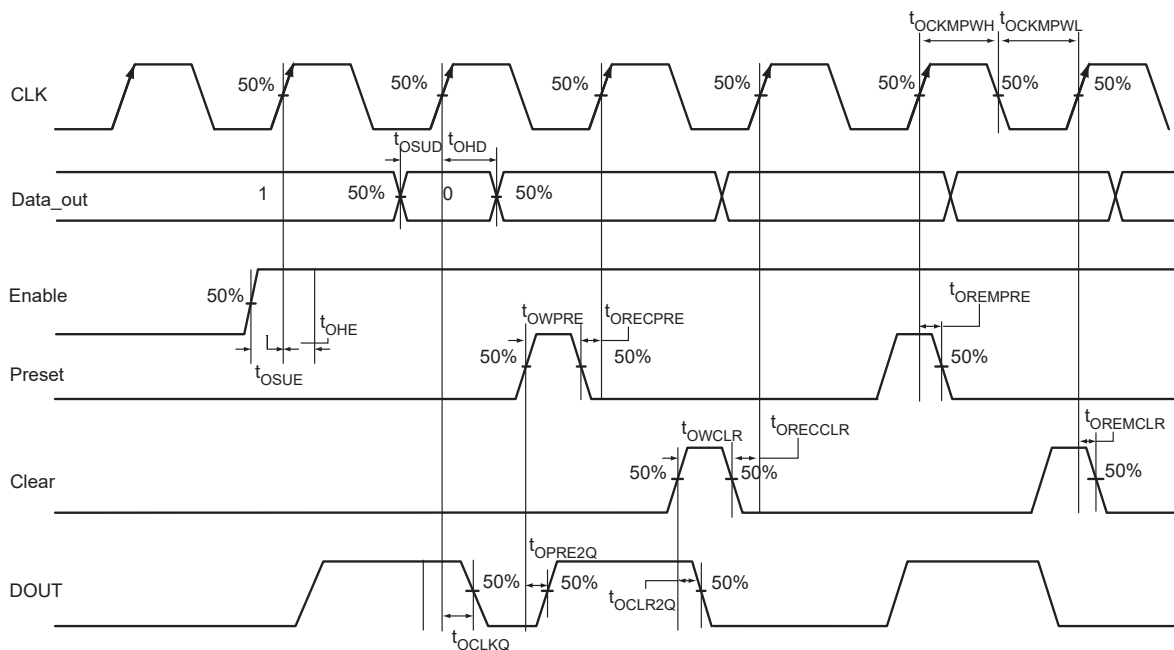 tOCKMPWH tOCKMPWL
CLK 50% 50% 50% 50% 50% 50% 50%
tOSUD tOHD
Data_out 1 50% 0 50%
Enable 50%
tOHE tOWPRE tORECPRE tOREMPRE
tOSUE
Preset 50% 50% 50%
tOWCLR tORECCLR tOREMCLR
Clear 50% 50% 50%
tOPRE2Q
DOUT 50% 50% tOCLR2Q 50%
tOCLKQ